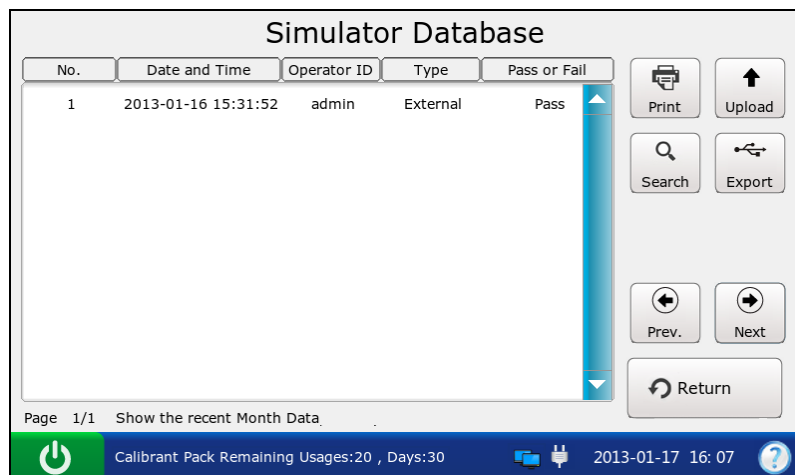 Simulator Database
No. Date and Time Operator ID Type Pass or Fail
1 2013-01-16 15:31:52 admin External Pass
Print Upload
Search Export
Prev. Next
Return
Page 1/1 Show the recent Month Data
Calibrant Pack Remaining Usages:20 , Days:30 2013-01-17 16: 07 ?